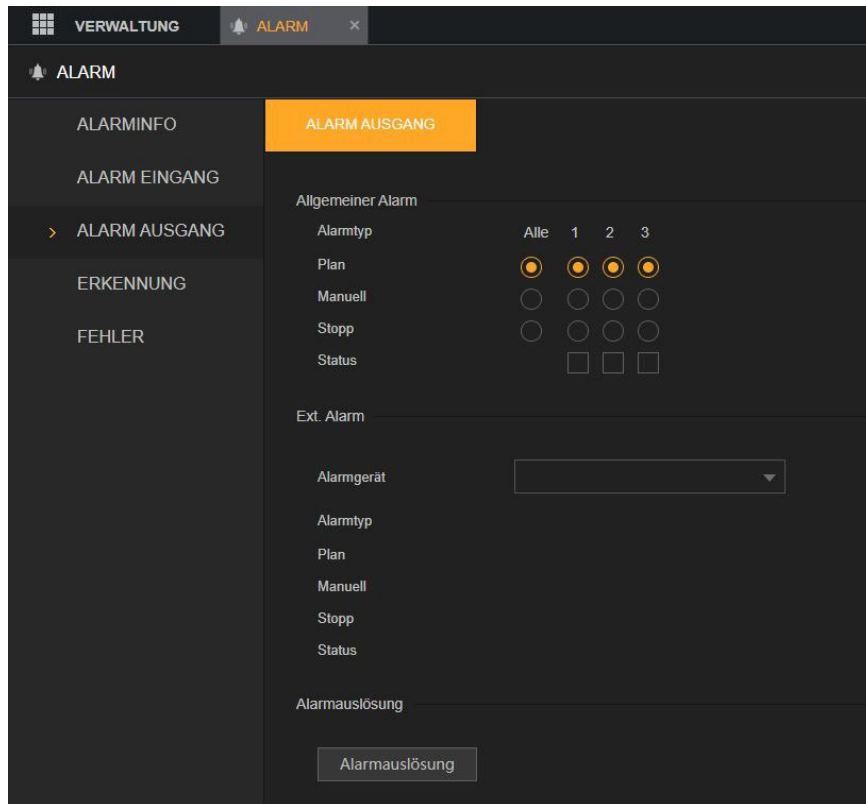 VERWALTUNG
ALARM
ALARM
ALARMINFO
ALARM EINGANG
ALARM AUSGANG
ERKENNUNG
FEHLER
ALARM AUSGANG
Allgemeiner Alarm
Alarmtyp Alle 1 2 3
Plan
Manuell
Stopp
Status
Ext. Alarm
Alarmgerät
Alarmtyp
Plan
Manuell
Stopp
Status
Alarmauslösung
Alarmauslösung